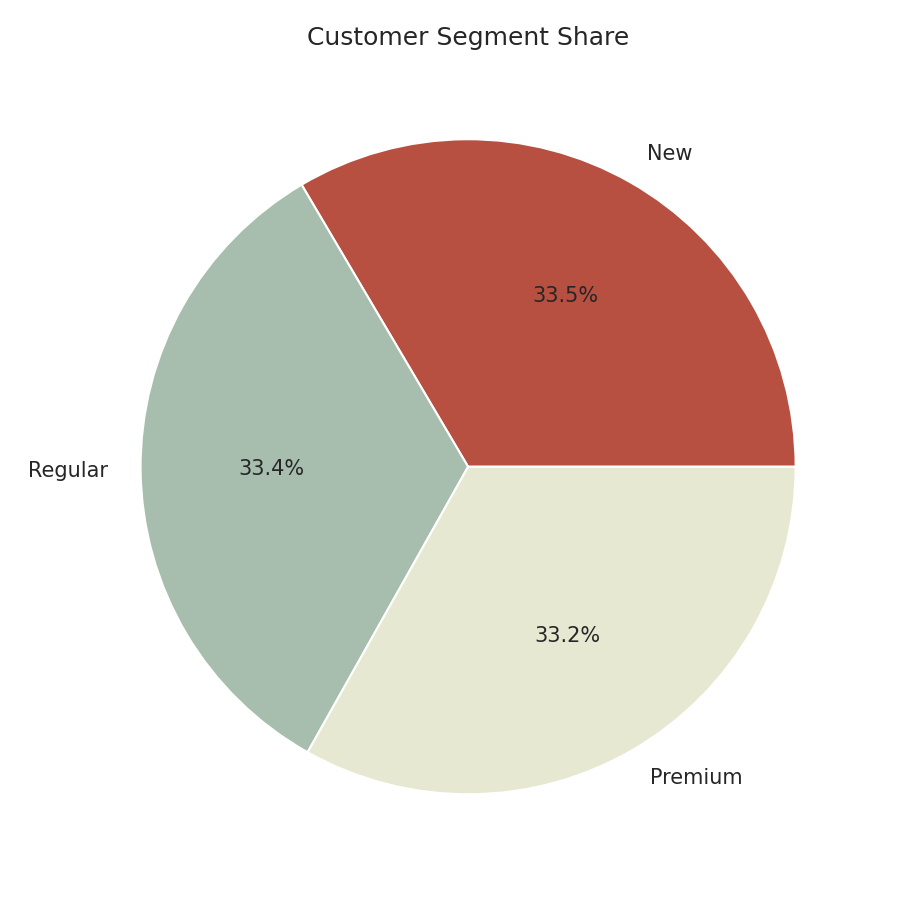 Customer Segment Share
New
33.5%
Regular
33.4%
33.2%
Premium